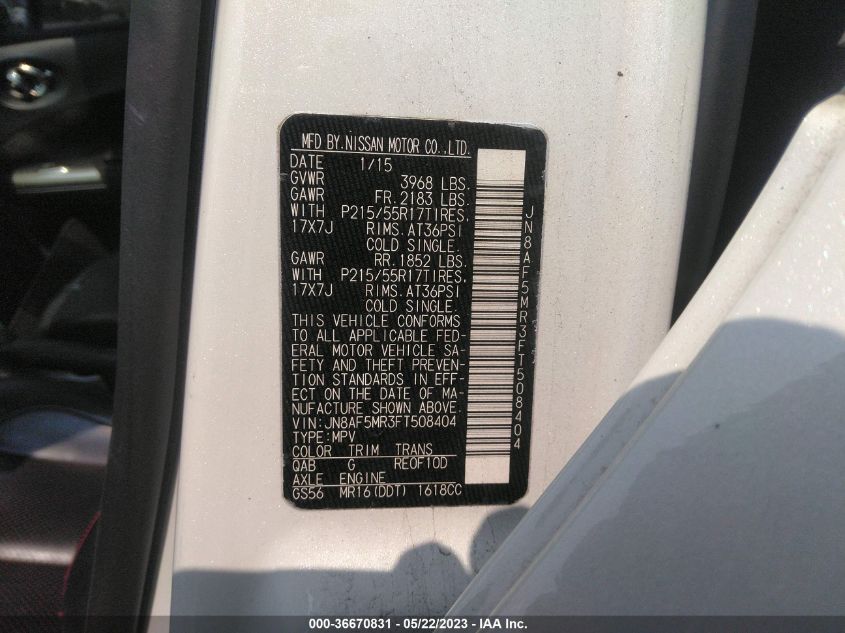 MFD BY.NISSAN MOTOR CO.,LTD.
DATE 1/15
GVWR 3968 LBS.
GAWR FR.2183 LBS.
WITH P215/55R17TIRES.
17X7J RIMS.AT36PSI
COLD SINGLE.
GAWR RR.1852 LBS.
WITH P215/55R17TIRES.
17X7J RIMS.AT36PSI
COLD SINGLE.
THIS VEHICLE CONFORMS
TO ALL APPLICABLE FED-
ERAL MOTOR VEHICLE SA-
FETY AND THEFT PREVEN-
TION STANDARDS IN EFF-
ECT ON THE DATE OF MA-
NUFACTURE SHOWN ABOVE.
VIN:JN8AF5MR3FT508404
TYPE:MPV
COLOR TRIM TRANS
QAB G RE0F10D
AXLE ENGINE
GS56 MR16(DDT) 1618CC
JN8AF5MR3FT508404
000-36670831 - 05/22/2023 - IAA Inc.